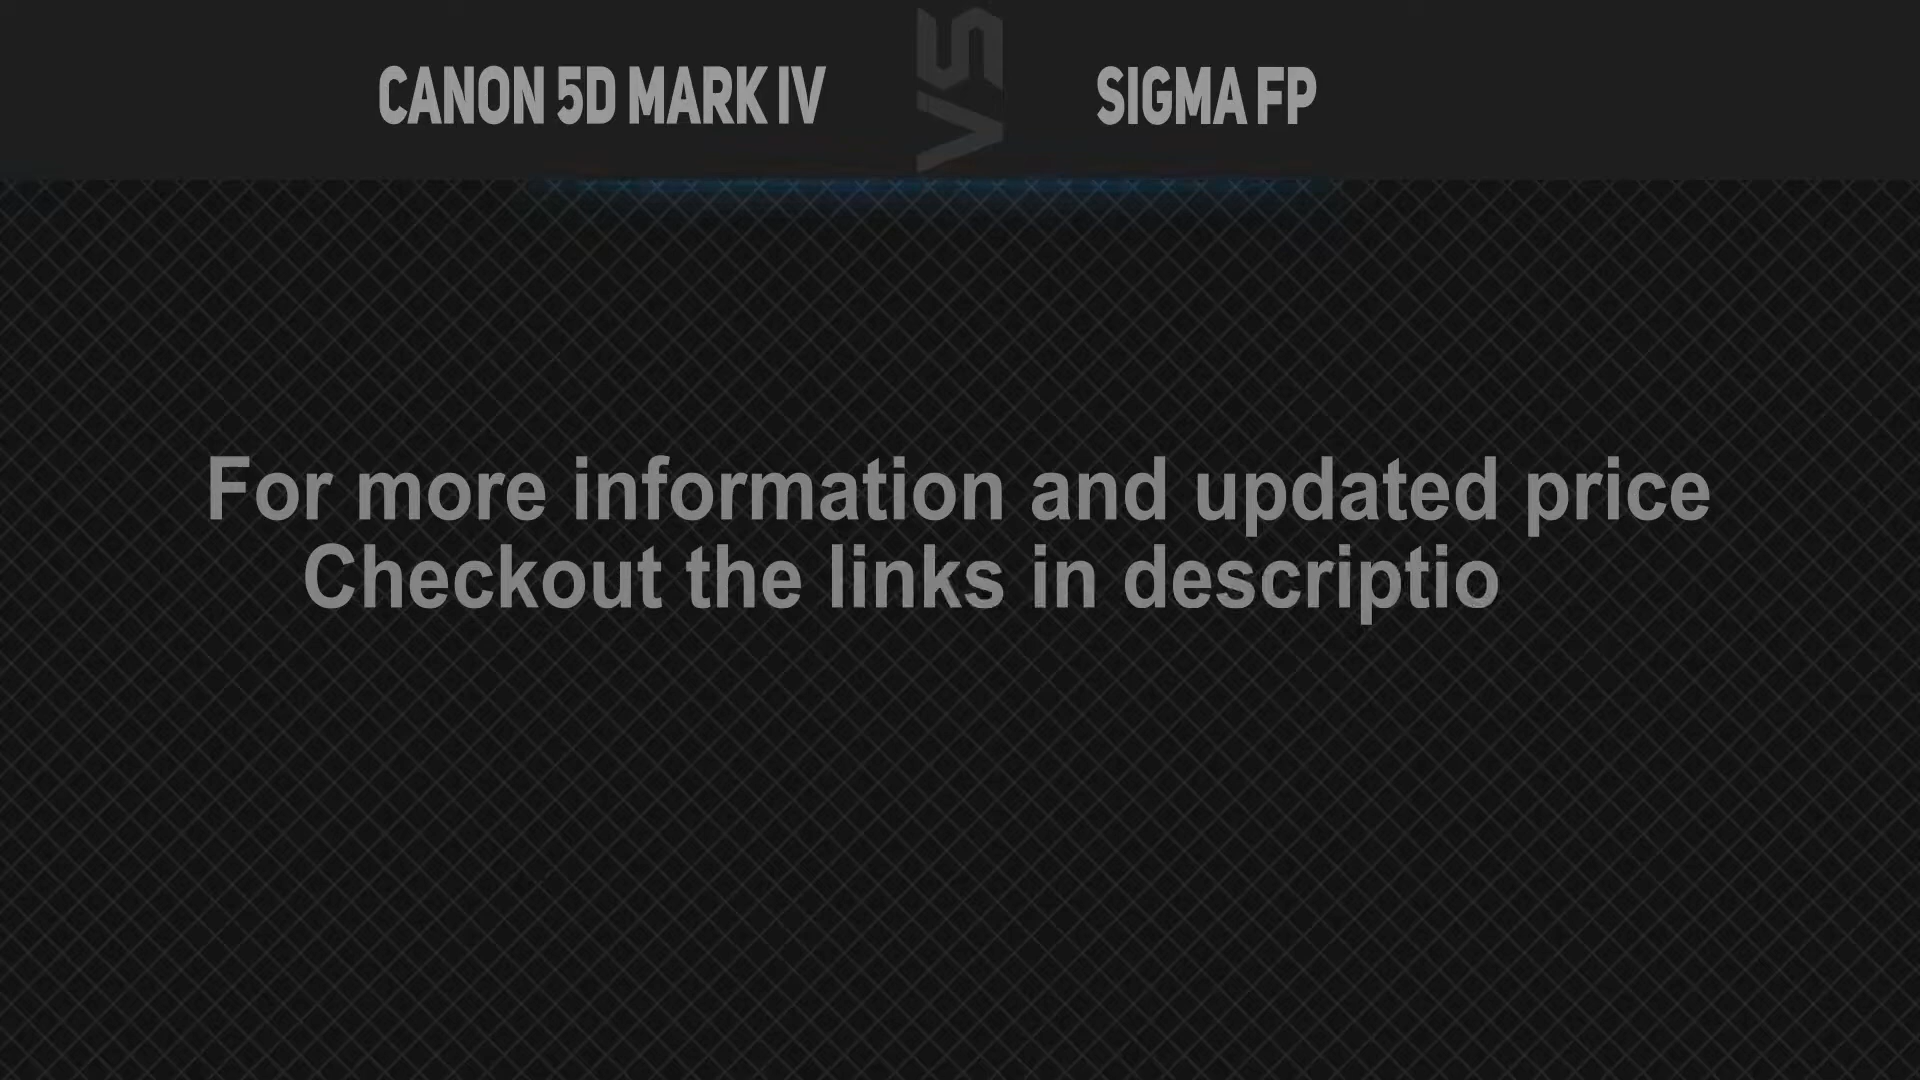 CANON 5D MARK IV VS SIGMA FP
For more information and updated price
Checkout the links in descriptio